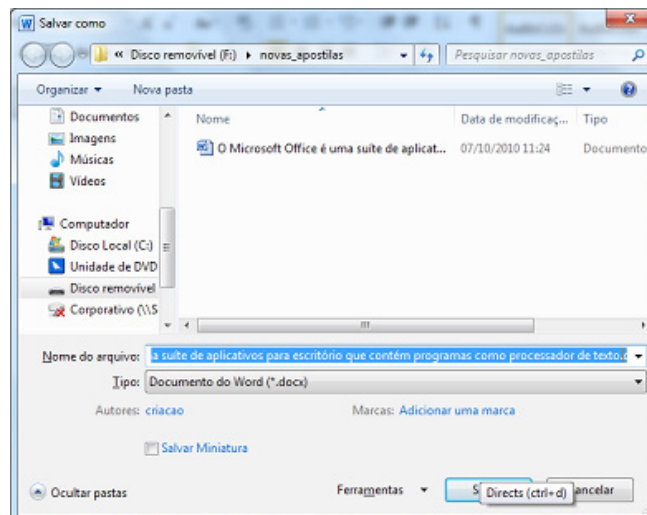 Salvar como
« Disco removível (F:) novas_apostilas
Pesquisar novas_apostilas
Organizar Nova pasta
Documentos
Imagens
Músicas
Vídeos
Computador
Disco Local (C:)
Unidade de DVD
Disco removível
Corporativo (\\S
Nome Data de modificaç... Tipo
O Microsoft Office é uma suíte de aplicat... 07/10/2010 11:24 Documento
Nome do arquivo: a suíte de aplicativos para escritório que contém programas como processador de texto.
Tipo: Documento do Word (*.docx)
Autores: criacao Marcas: Adicionar uma marca
Salvar Miniatura
Ocultar pastas Ferramentas S ancelar
Directs (ctrl+d)